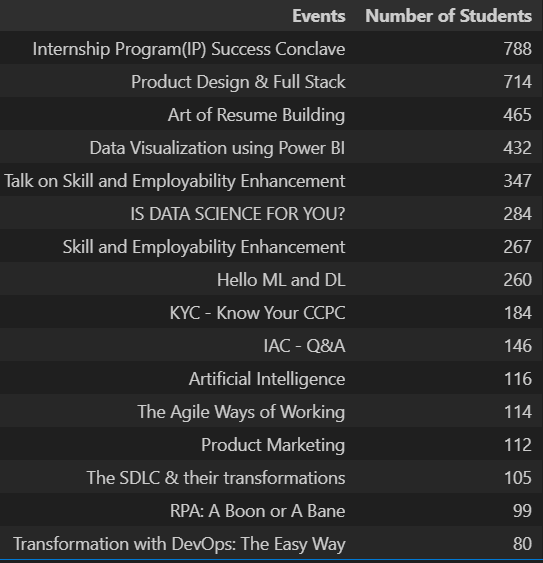 Events Number of Students
Internship Program(IP) Success Conclave 788
Product Design & Full Stack 714
Art of Resume Building 465
Data Visualization using Power BI 432
Talk on Skill and Employability Enhancement 347
IS DATA SCIENCE FOR YOU? 284
Skill and Employability Enhancement 267
Hello ML and DL 260
KYC - Know Your CCPC 184
IAC - Q&A 146
Artificial Intelligence 116
The Agile Ways of Working 114
Product Marketing 112
The SDLC & their transformations 105
RPA: A Boon or A Bane 99
Transformation with DevOps: The Easy Way 80